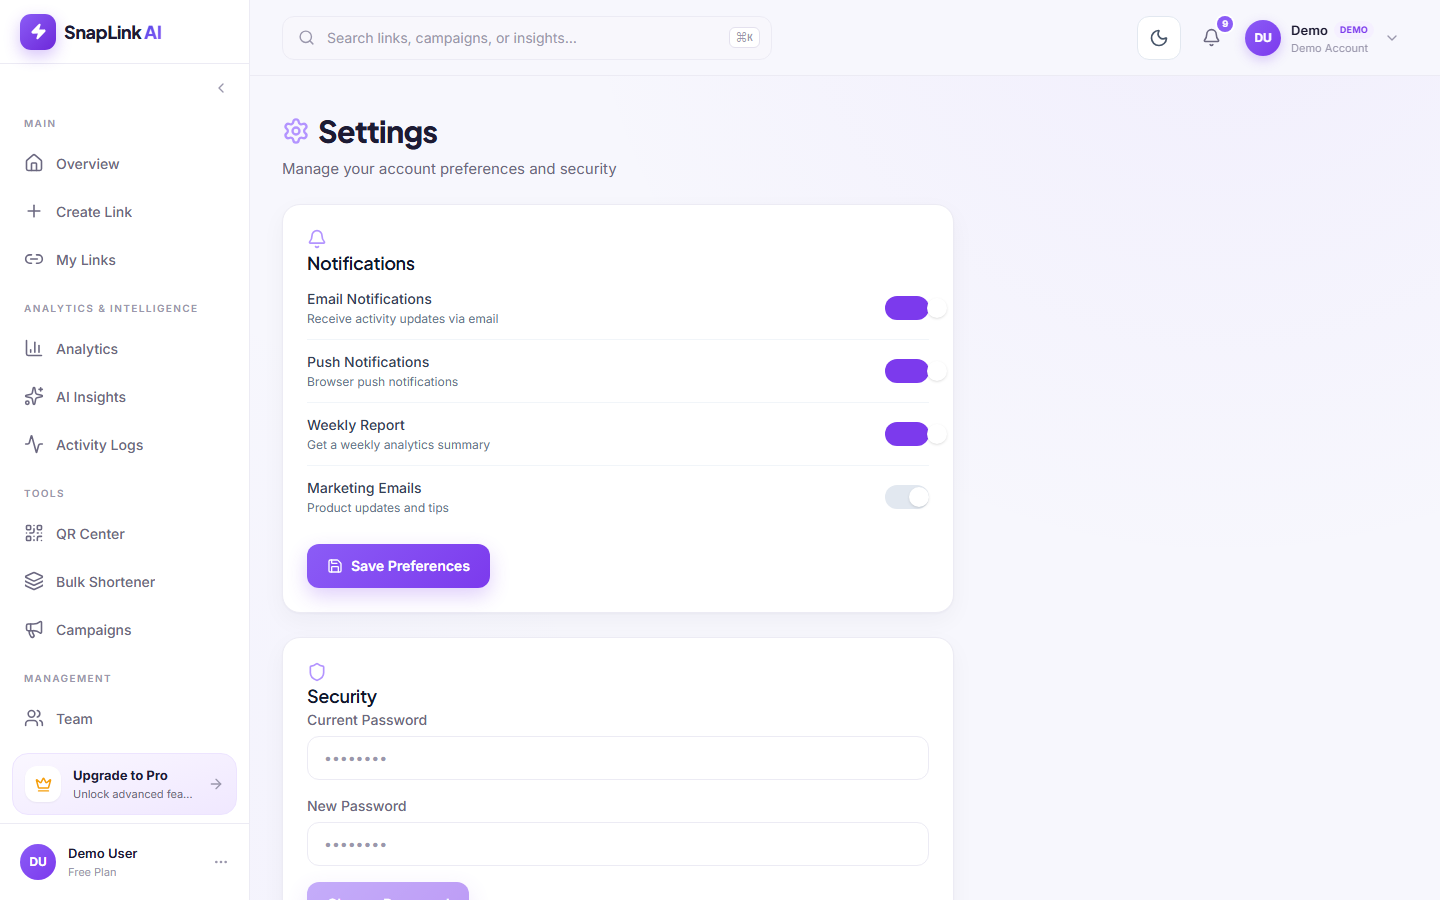 SnapLink AI
Search links, campaigns, or insights...
⌘K
9
DU
Demo DEMO
Demo Account
MAIN
Overview
Create Link
My Links
ANALYTICS & INTELLIGENCE
Analytics
AI Insights
Activity Logs
TOOLS
QR Center
Bulk Shortener
Campaigns
MANAGEMENT
Team
Upgrade to Pro
Unlock advanced fea...
DU
Demo User
Free Plan
Settings
Manage your account preferences and security
Notifications
Email Notifications
Receive activity updates via email
Push Notifications
Browser push notifications
Weekly Report
Get a weekly analytics summary
Marketing Emails
Product updates and tips
Save Preferences
Security
Current Password
••••••••
New Password
••••••••